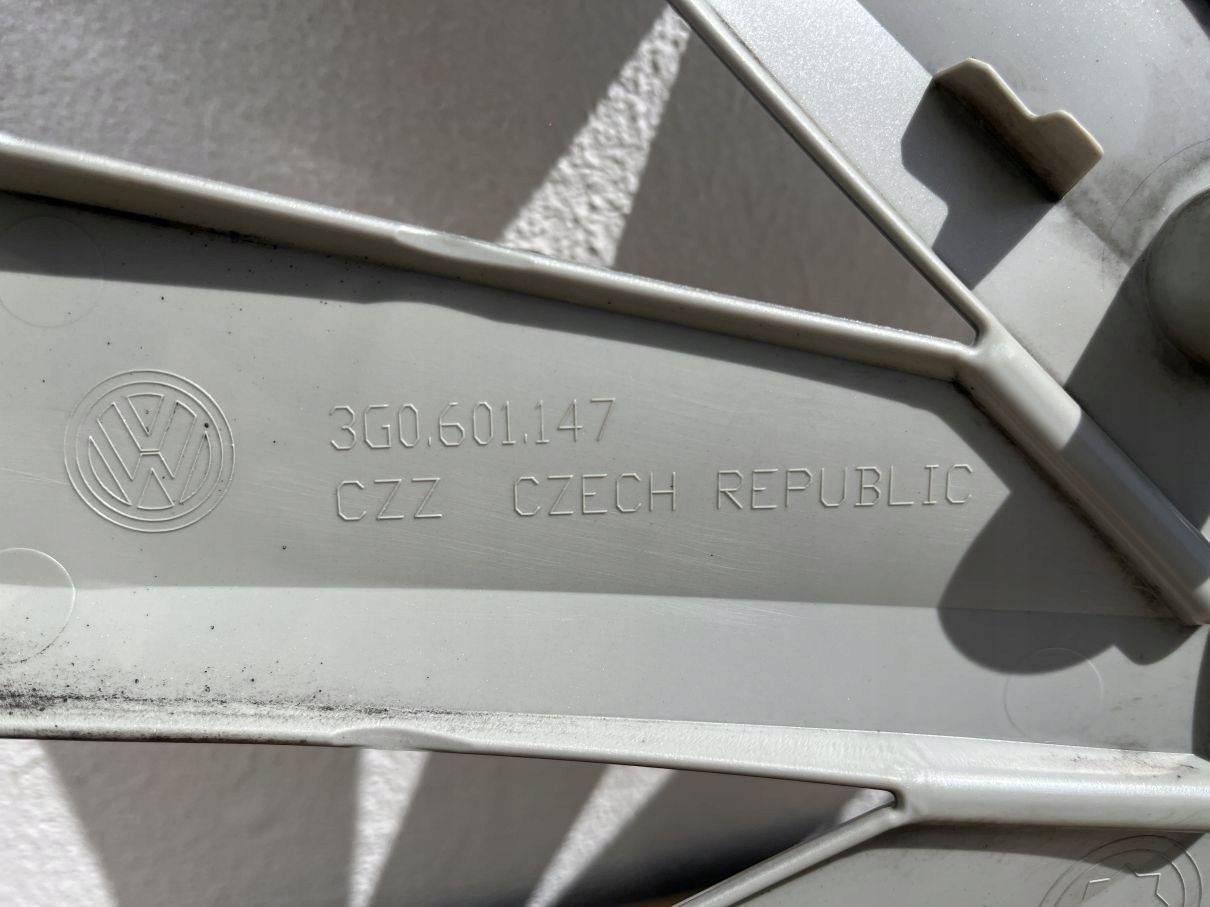 3G0.601.147
CZZ CZECH REPUBLIC